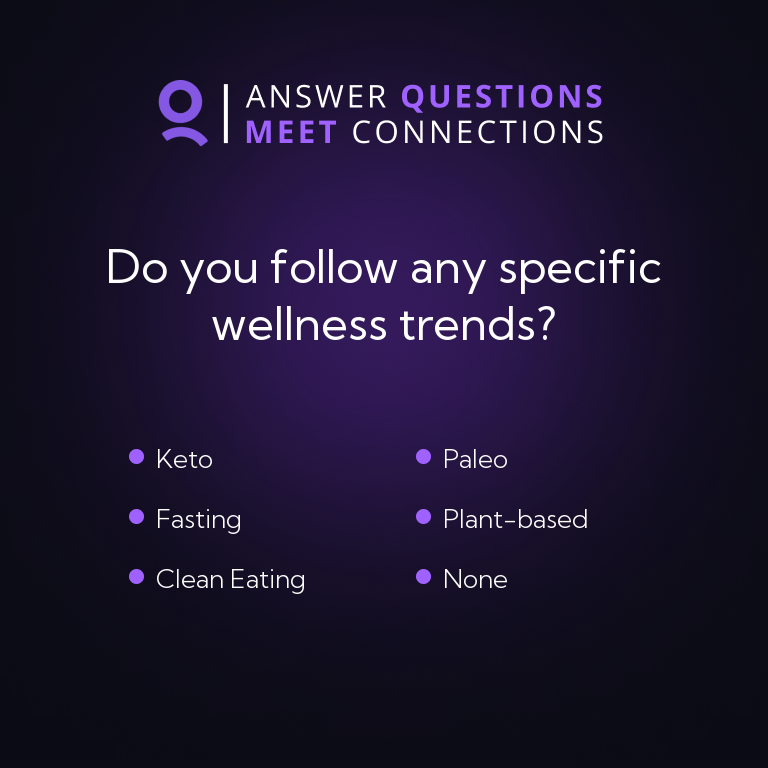 ANSWER QUESTIONS
MEET CONNECTIONS
Do you follow any specific
wellness trends?
Keto
Fasting
Clean Eating
Paleo
Plant-based
None